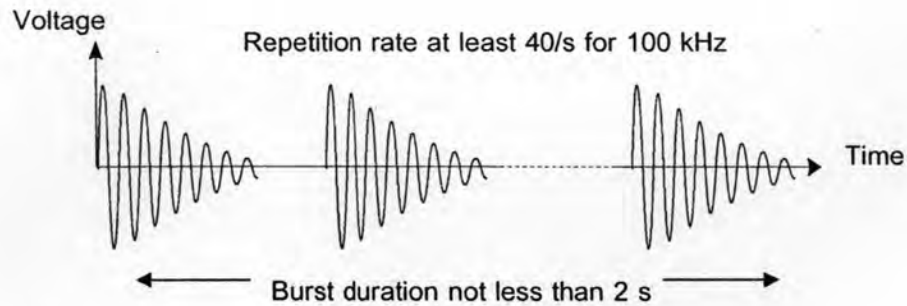 Voltage
Repetition rate at least 40/s for 100 kHz
Time
Burst duration not less than 2 s